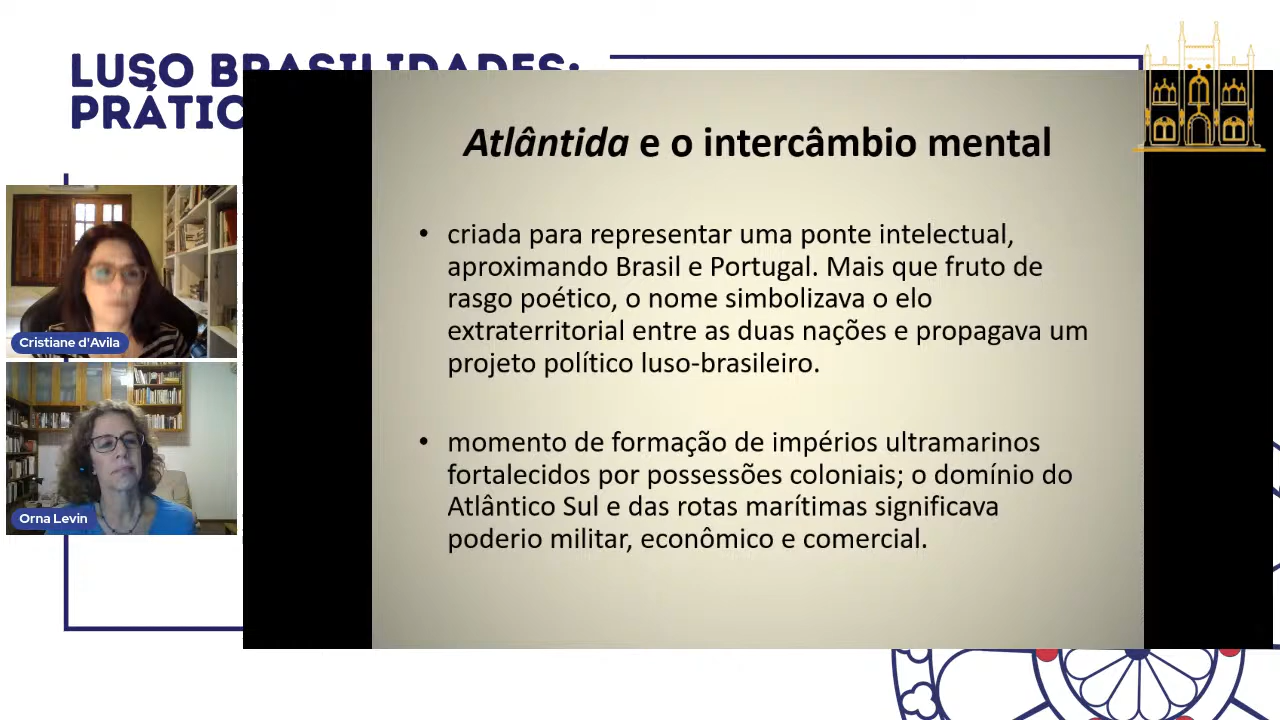 LUSO BRASILIDADES:
PRÁTIC
Atlântida e o intercâmbio mental
• criada para representar uma ponte intelectual,
aproximando Brasil e Portugal. Mais que fruto de
rasgo poético, o nome simbolizava o elo
extraterritorial entre as duas nações e propagava um
projeto político luso-brasileiro.
• momento de formação de impérios ultramarinos
fortalecidos por possessões coloniais; o domínio do
Atlântico Sul e das rotas marítimas significava
poderio militar, econômico e comercial.
Cristiane d'Avila
Orna Levin